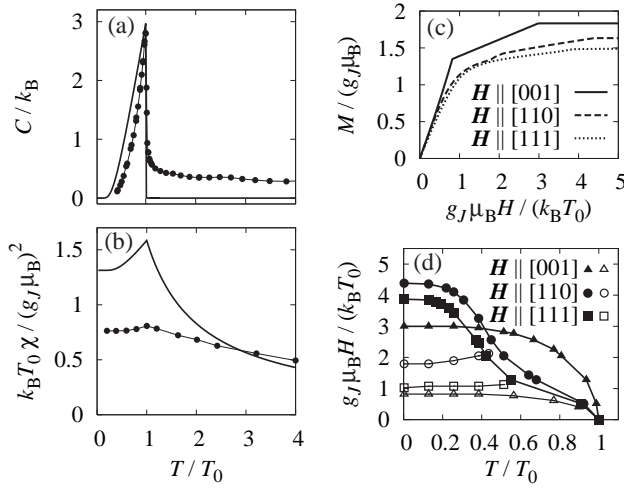 (a)
C / k_B
3
2
1
0
(b)
k_B T_0 χ / (g_J μ_B)^2
1.5
1
0.5
0
0 1 2 3 4
T / T_0
(c)
M / (g_J μ_B)
2
1.5
1
0.5
0
H || [001]
H || [110]
H || [111]
0 1 2 3 4 5
g_J μ_B H / (k_B T_0)
(d)
g_J μ_B H / (k_B T_0)
5
4
3
2
1
0
H || [001]
H || [110]
H || [111]
0 0.2 0.4 0.6 0.8 1
T / T_0